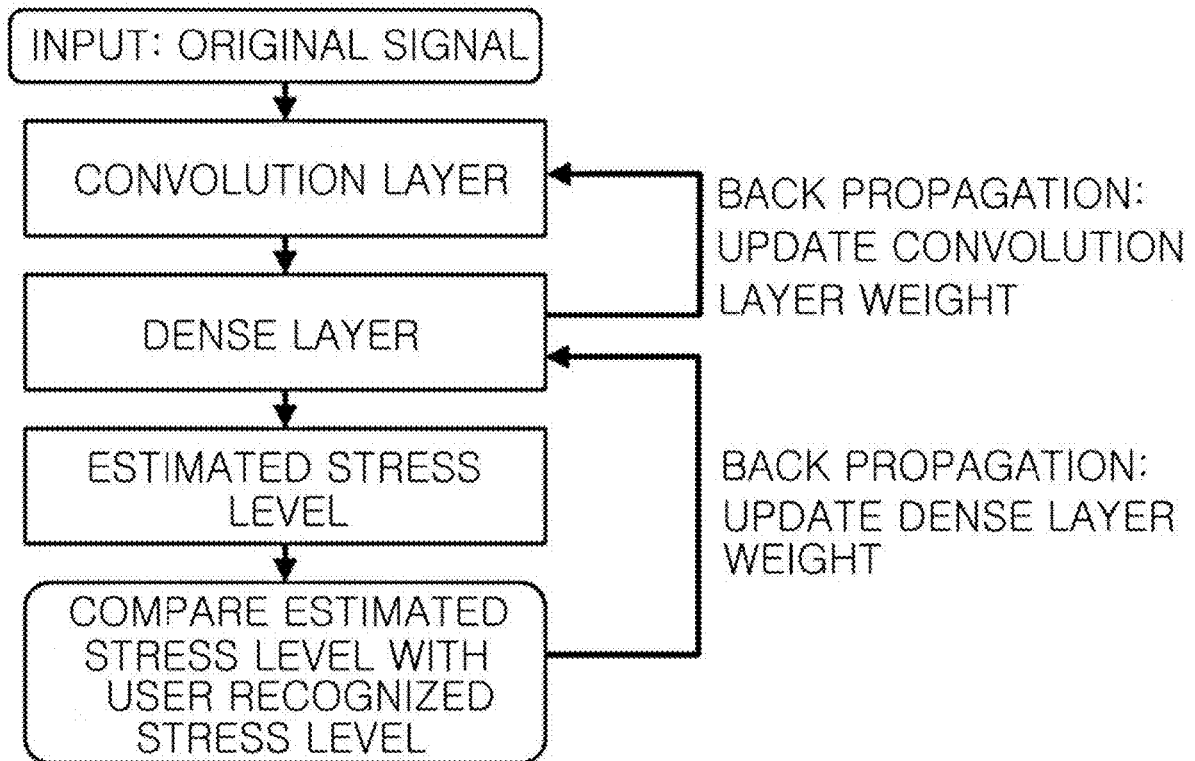 INPUT: ORIGINAL SIGNAL
CONVOLUTION LAYER
BACK PROPAGATION:
UPDATE CONVOLUTION
LAYER WEIGHT
DENSE LAYER
ESTIMATED STRESS
LEVEL
BACK PROPAGATION:
UPDATE DENSE LAYER
WEIGHT
COMPARE ESTIMATED
STRESS LEVEL WITH
USER RECOGNIZED
STRESS LEVEL